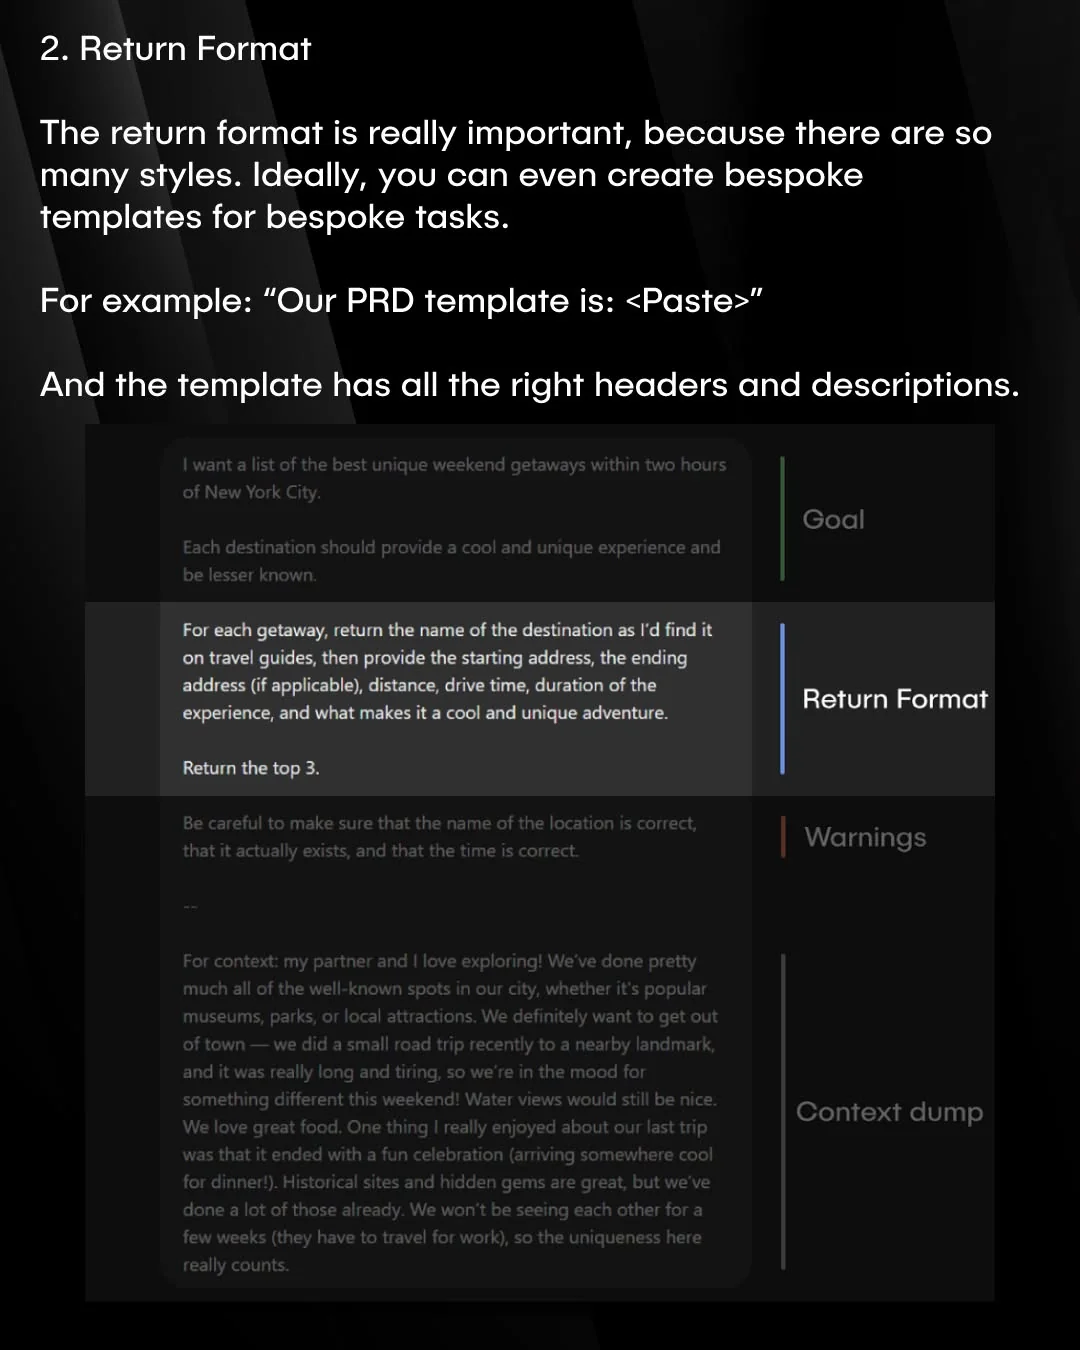 2. Return Format
The return format is really important, because there are so
many styles. Ideally, you can even create bespoke
templates for bespoke tasks.
For example: “Our PRD template is: <Paste>”
And the template has all the right headers and descriptions.
I want a list of the best unique weekend getaways within two hours
of New York City.
Each destination should provide a cool and unique experience and
be lesser known.
Goal
For each getaway, return the name of the destination as I'd find it
on travel guides, then provide the starting address, the ending
address (if applicable), distance, drive time, duration of the
experience, and what makes it a cool and unique adventure.
Return the top 3.
Return Format
Be careful to make sure that the name of the location is correct,
that it actually exists, and that the time is correct.
Warnings
--
For context: my partner and I love exploring! We've done pretty
much all of the well-known spots in our city, whether it's popular
museums, parks, or local attractions. We definitely want to get out
of town — we did a small road trip recently to a nearby landmark,
and it was really long and tiring, so we're in the mood for
something different this weekend! Water views would still be nice.
We love great food. One thing I really enjoyed about our last trip
was that it ended with a fun celebration (arriving somewhere cool
for dinner!). Historical sites and hidden gems are great, but we've
done a lot of those already. We won't be seeing each other for a
few weeks (they have to travel for work), so the uniqueness here
really counts.
Context dump